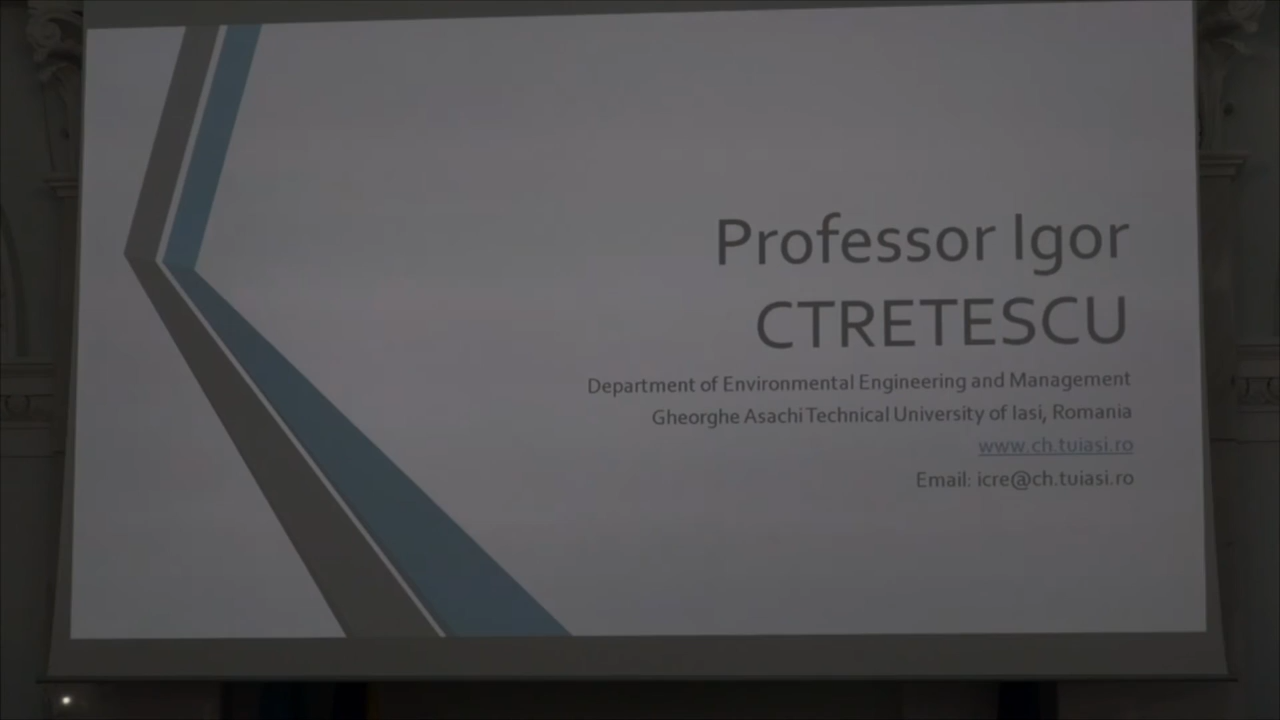 Professor Igor
CTRETESCU
Department of Environmental Engineering and Management
Gheorghe Asachi Technical University of Iasi, Romania
www.ch.tuiasi.ro
Email: icre@ch.tuiasi.ro